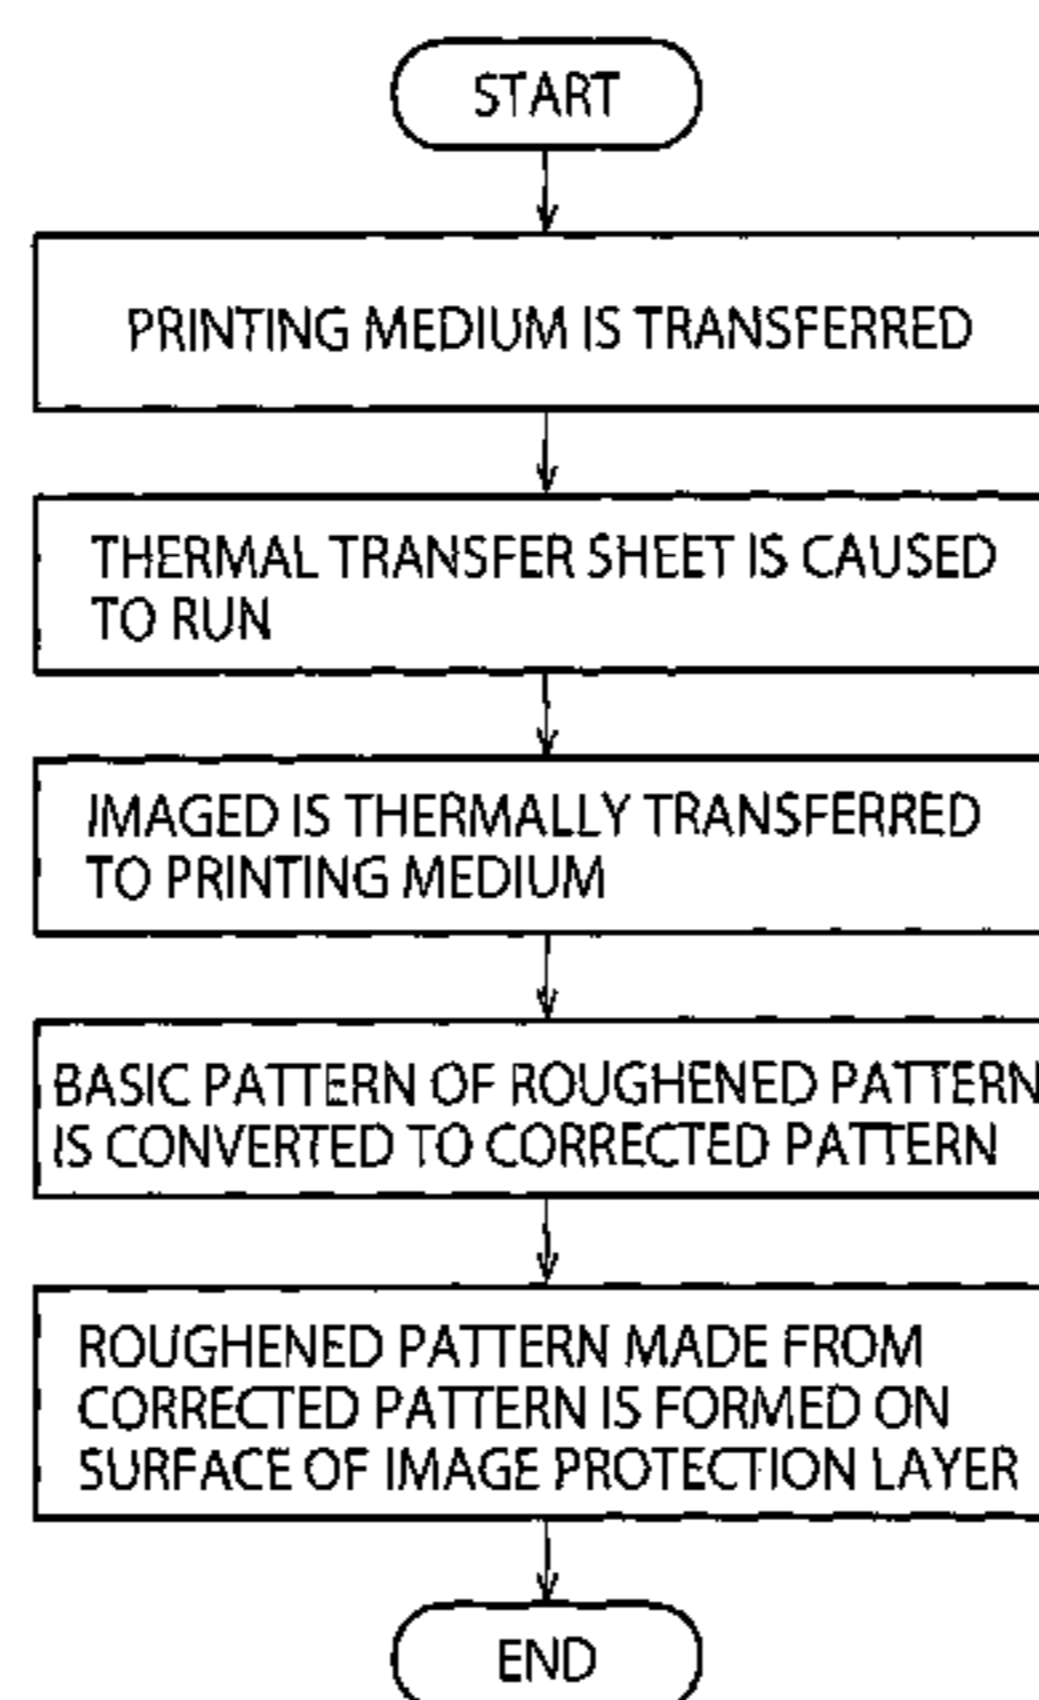 START
PRINTING MEDIUM IS TRANSFERRED
THERMAL TRANSFER SHEET IS CAUSED
TO RUN
IMAGED IS THERMALLY TRANSFERRED
TO PRINTING MEDIUM
BASIC PATTERN OF ROUGHENED PATTERN
IS CONVERTED TO CORRECTED PATTERN
ROUGHENED PATTERN MADE FROM
CORRECTED PATTERN IS FORMED ON
SURFACE OF IMAGE PROTECTION LAYER
END